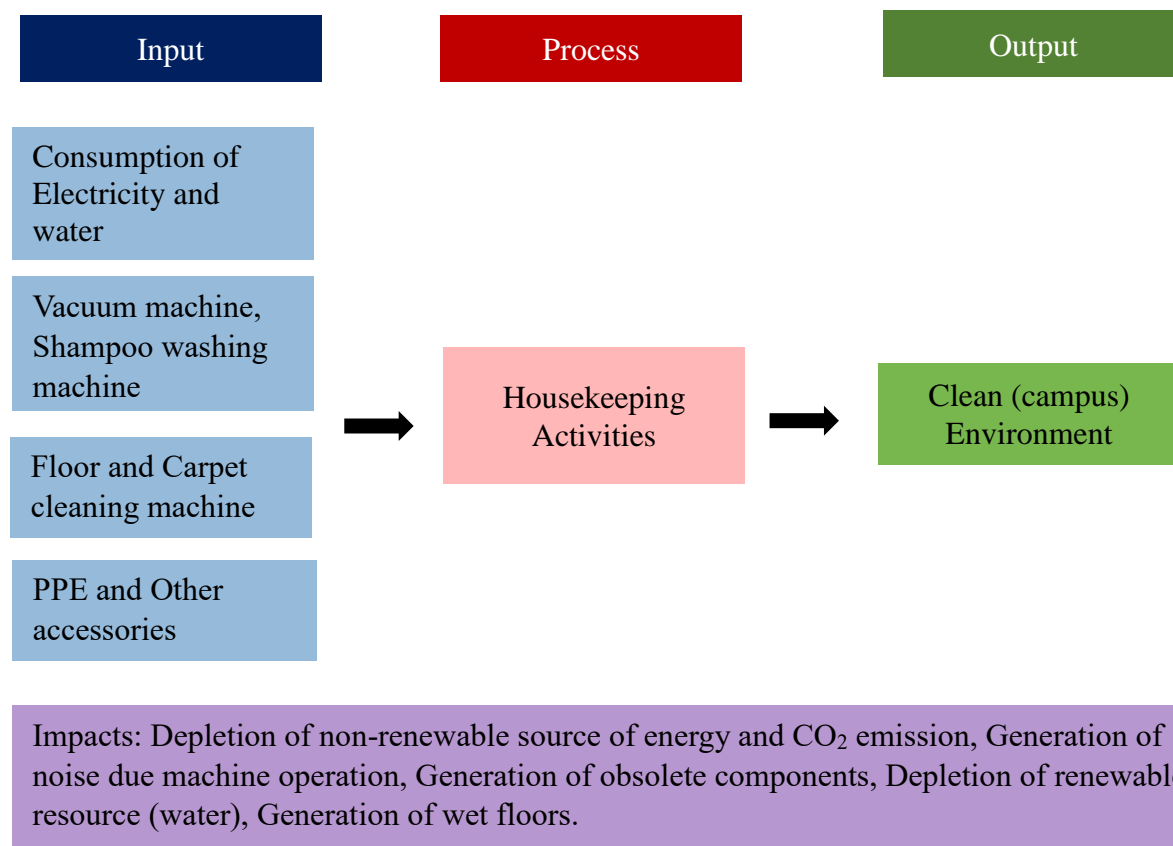 Input
Process
Output
Consumption of
Electricity and
water
Vacuum machine,
Shampoo washing
machine
Floor and Carpet
cleaning machine
PPE and Other
accessories
Housekeeping
Activities
Clean (campus)
Environment
Impacts: Depletion of non-renewable source of energy and CO₂ emission, Generation of
noise due machine operation, Generation of obsolete components, Depletion of renewable
resource (water), Generation of wet floors.